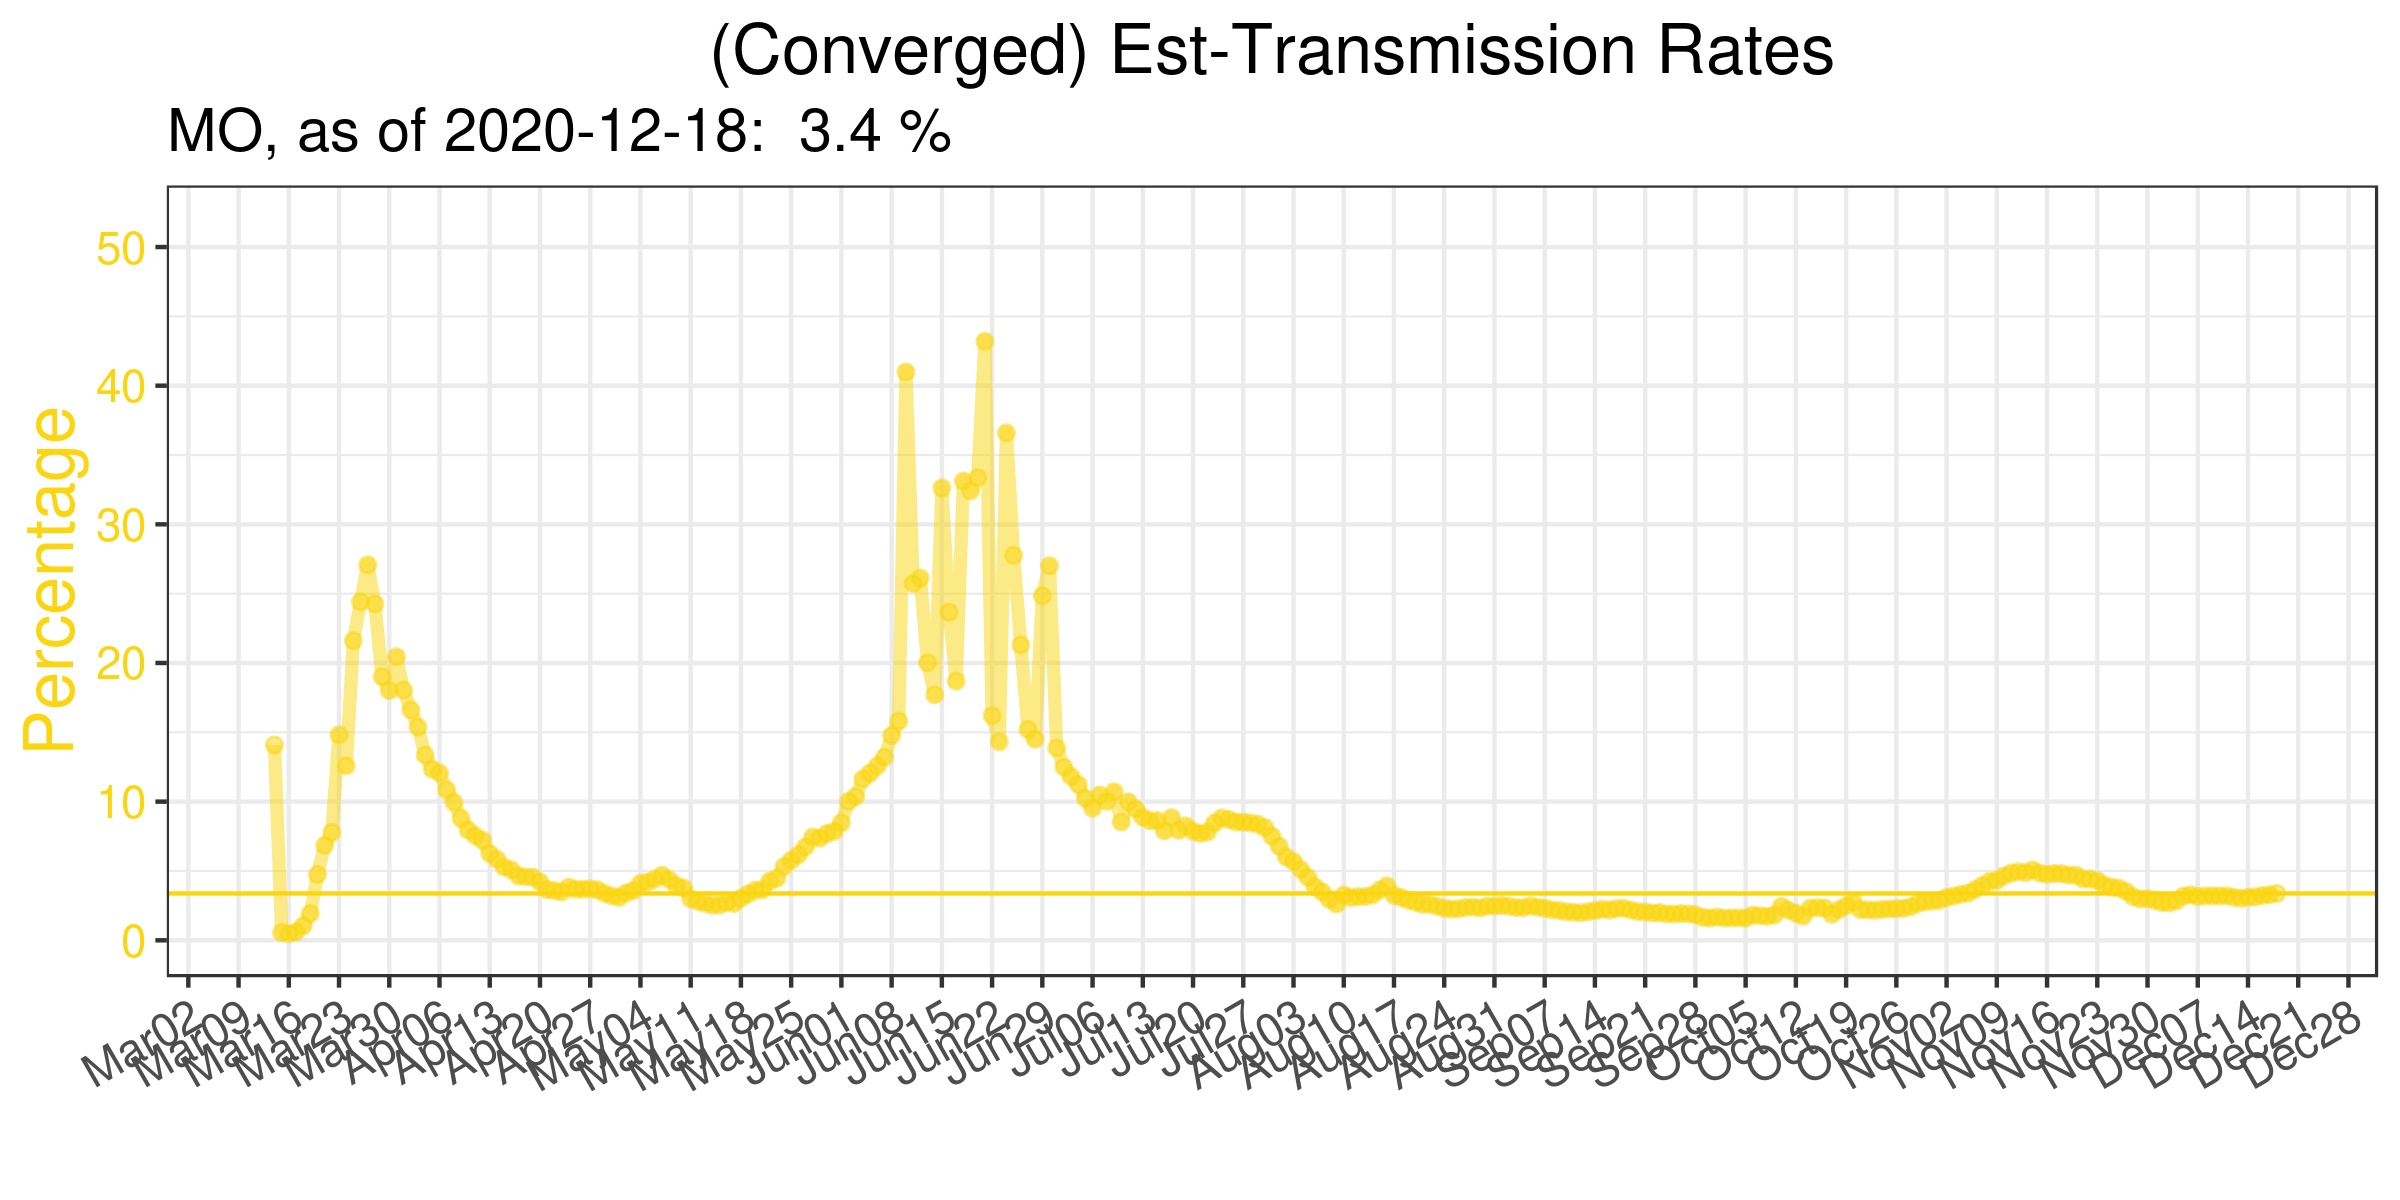 (Converged) Est-Transmission Rates
MO, as of 2020-12-18:  3.4 %
Percentage
50
40
30
20
10
0
Mar02
Mar09
Mar16
Mar23
Mar30
Apr06
Apr13
Apr20
Apr27
May04
May11
May18
May25
Jun01
Jun08
Jun15
Jun22
Jun29
Jul06
Jul13
Jul20
Jul27
Aug03
Aug10
Aug17
Aug24
Aug31
Sep07
Sep14
Sep21
Sep28
Oct05
Oct12
Oct19
Oct26
Nov02
Nov09
Nov16
Nov23
Nov30
Dec07
Dec14
Dec21
Dec28